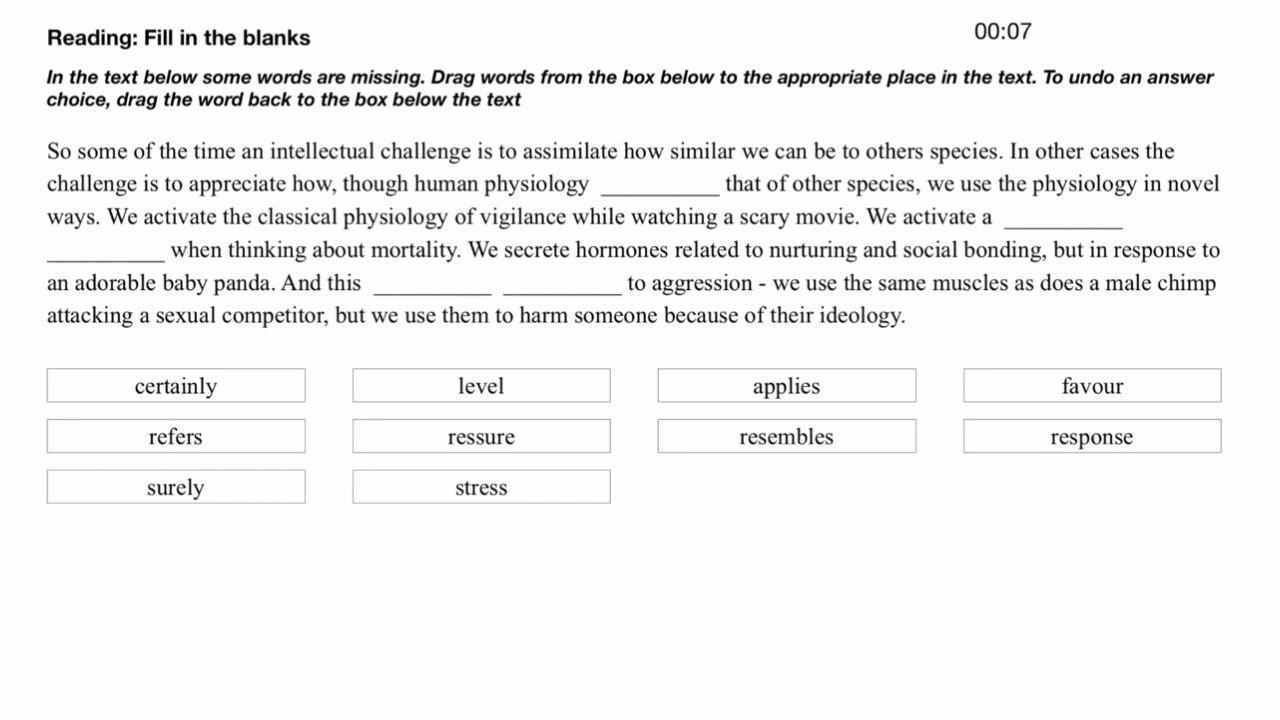 Reading: Fill in the blanks
00:07
In the text below some words are missing. Drag words from the box below to the appropriate place in the text. To undo an answer
choice, drag the word back to the box below the text
So some of the time an intellectual challenge is to assimilate how similar we can be to others species. In other cases the
challenge is to appreciate how, though human physiology __________ that of other species, we use the physiology in novel
ways. We activate the classical physiology of vigilance while watching a scary movie. We activate a __________
__________ when thinking about mortality. We secrete hormones related to nurturing and social bonding, but in response to
an adorable baby panda. And this __________ __________ to aggression - we use the same muscles as does a male chimp
attacking a sexual competitor, but we use them to harm someone because of their ideology.
certainly level applies favour
refers ressure resembles response
surely stress